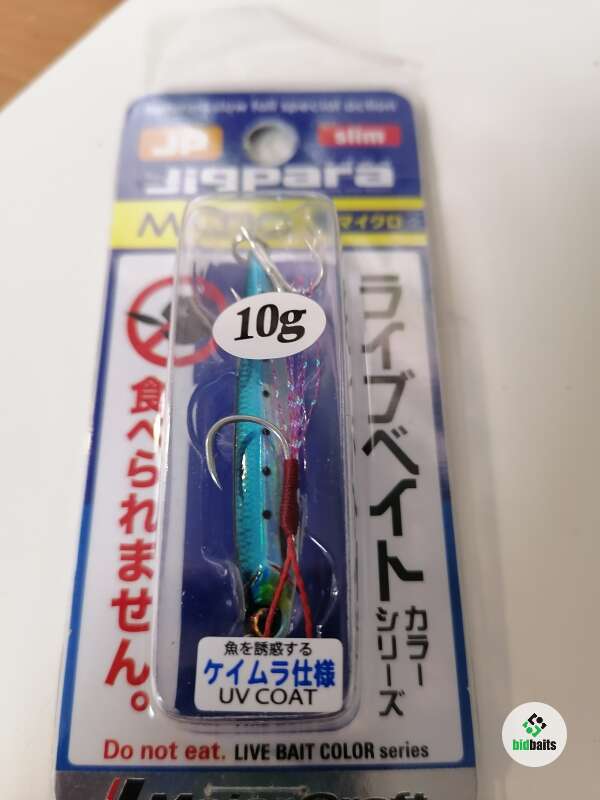 JP
slim
Jigpara
マイクロ
10g
食べられません。
ライブベイト
カラー
シリーズ
魚を誘惑する
ケイムラ仕様
UV COAT
Do not eat. LIVE BAIT COLOR series
bidbaits